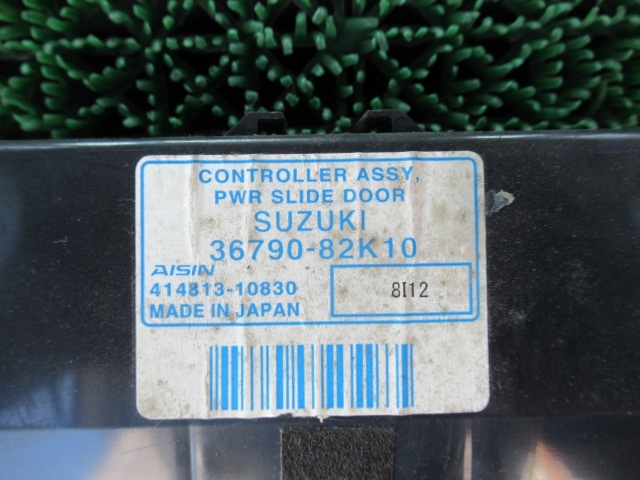 CONTROLLER ASSY,
PWR SLIDE DOOR
SUZUKI
36790-82K10
AISIN
414813-10830
8I12
MADE IN JAPAN